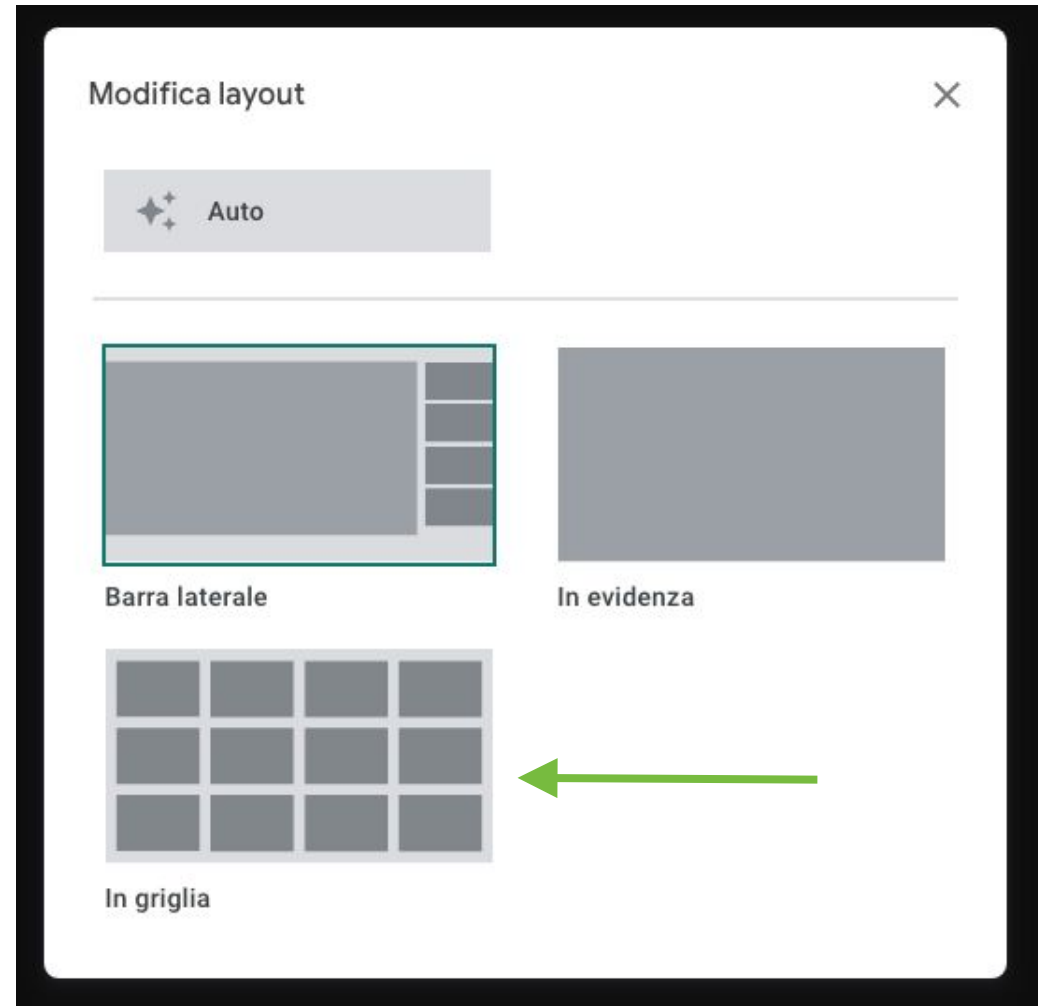 Modifica layout
Auto
Barra laterale
In evidenza
In griglia